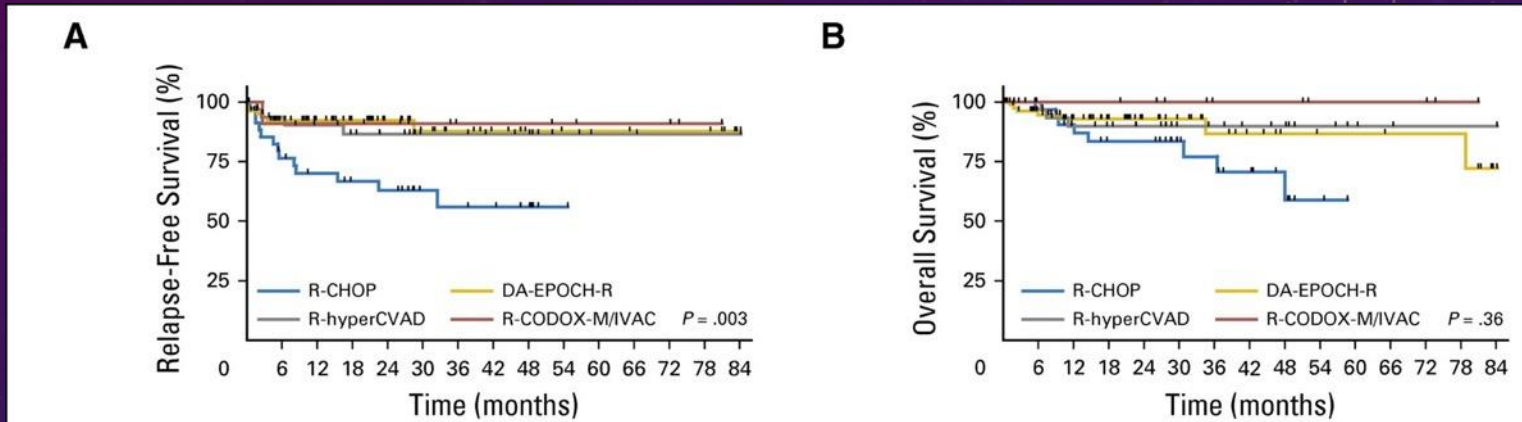 A
Relapse-Free Survival (%)
100
75
50
25
R-CHOP
DA-EPOCH-R
R-hyperCVAD
R-CODOX-M/IVAC
P = .003
0 6 12 18 24 30 36 42 48 54 60 66 72 78 84
Time (months)
B
Overall Survival (%)
100
75
50
25
R-CHOP
DA-EPOCH-R
R-hyperCVAD
R-CODOX-M/IVAC
P = .36
0 6 12 18 24 30 36 42 48 54 60 66 72 78 84
Time (months)